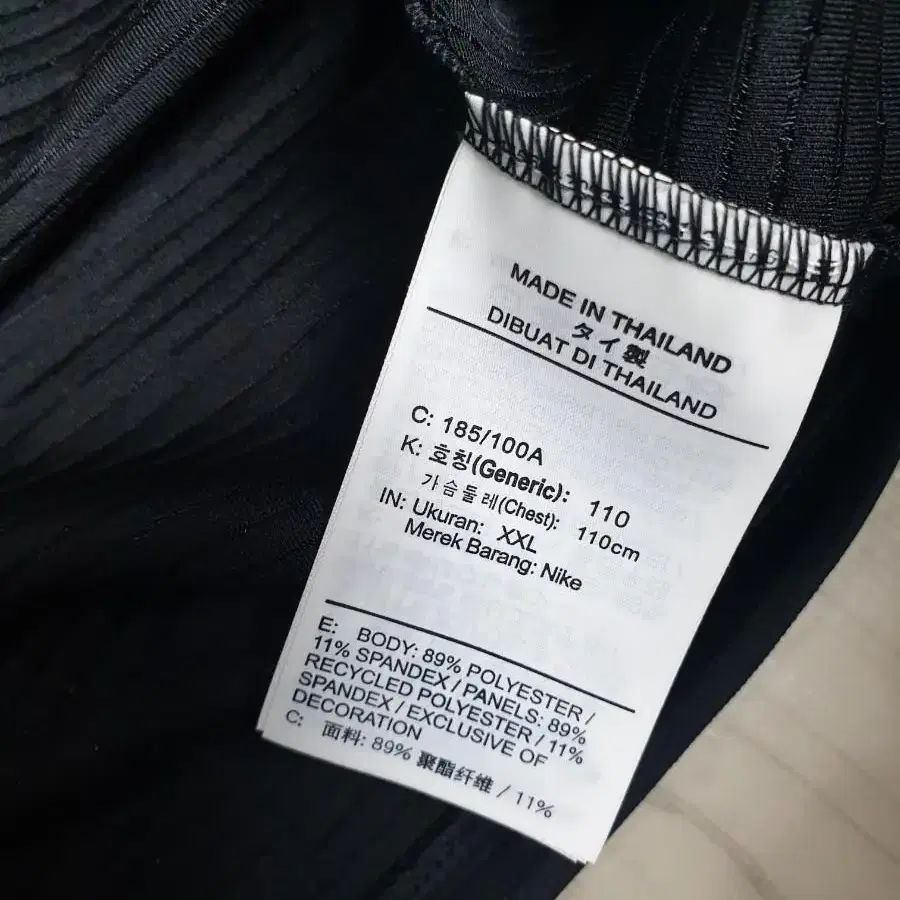 MADE IN THAILAND
タイ製
DIBUAT DI THAILAND
C: 185/100A
K: 호칭(Generic): 110
가슴둘레(Chest): 110cm
IN: Ukuran: XXL
Merek Barang: Nike
E: BODY: 89% POLYESTER /
11% SPANDEX / PANELS: 89%
RECYCLED POLYESTER / 11%
SPANDEX / EXCLUSIVE OF
DECORATION
C: 面料: 89% 聚酯纤维 / 11%